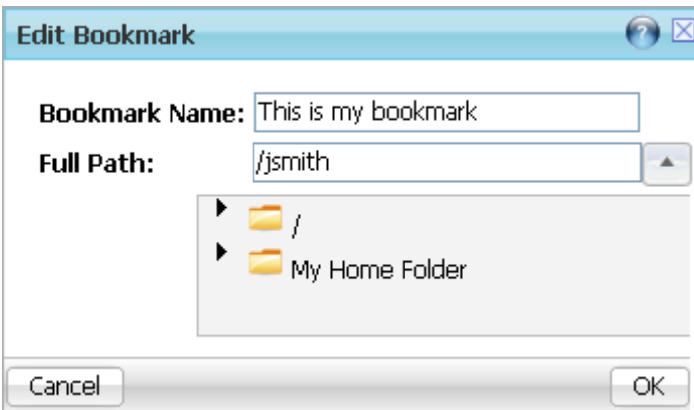 Edit Bookmark
Bookmark Name: This is my bookmark
Full Path: /jsmith
/
My Home Folder
Cancel OK